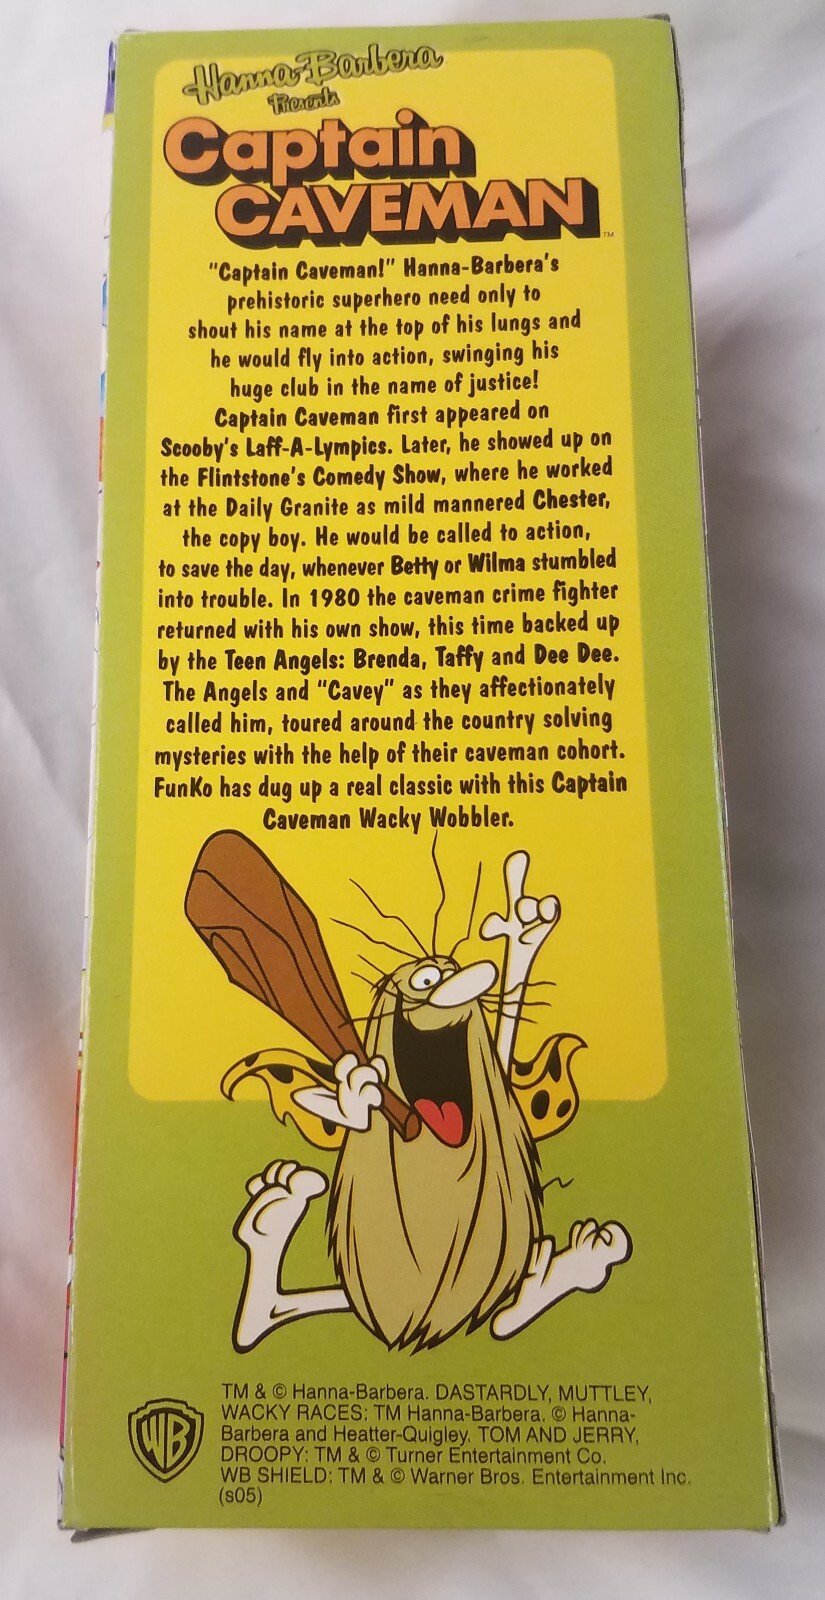 Hanna-Barbera
Presents
Captain
CAVEMAN
TM
"Captain Caveman!" Hanna-Barbera's
prehistoric superhero need only to
shout his name at the top of his lungs and
he would fly into action, swinging his
huge club in the name of justice!
Captain Caveman first appeared on
Scooby's Laff-A-Lympics. Later, he showed up on
the Flintstone's Comedy Show, where he worked
at the Daily Granite as mild mannered Chester,
the copy boy. He would be called to action,
to save the day, whenever Betty or Wilma stumbled
into trouble. In 1980 the caveman crime fighter
returned with his own show, this time backed up
by the Teen Angels: Brenda, Taffy and Dee Dee.
The Angels and "Cavey" as they affectionately
called him, toured around the country solving
mysteries with the help of their caveman cohort.
FunKo has dug up a real classic with this Captain
Caveman Wacky Wobbler.
WB
TM & © Hanna-Barbera. DASTARDLY, MUTTLEY,
WACKY RACES: TM Hanna-Barbera. © Hanna-
Barbera and Heatter-Quigley. TOM AND JERRY,
DROOPY: TM & © Turner Entertainment Co.
WB SHIELD: TM & © Warner Bros. Entertainment Inc.
(s05)